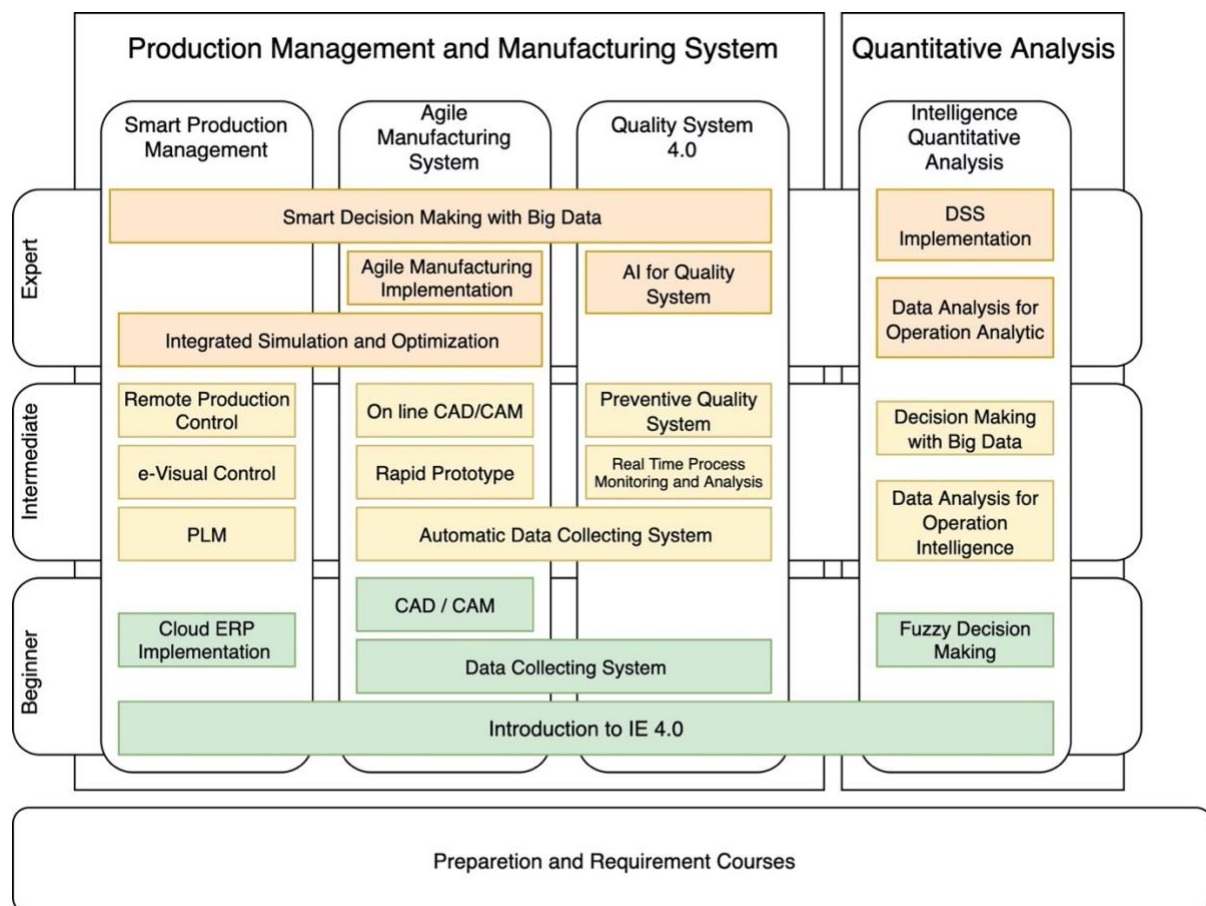 Production Management and Manufacturing System
Quantitative Analysis
Smart Production
Management
Agile
Manufacturing
System
Quality System
4.0
Intelligence
Quantitative
Analysis
Expert
Smart Decision Making with Big Data
DSS
Implementation
Agile Manufacturing
Implementation
AI for Quality
System
Data Analysis for
Operation Analytic
Integrated Simulation and Optimization
Intermediate
Remote Production
Control
On line CAD/CAM
Preventive Quality
System
Decision Making
with Big Data
e-Visual Control
Rapid Prototype
Real Time Process
Monitoring and Analysis
PLM
Automatic Data Collecting System
Data Analysis for
Operation
Intelligence
Beginner
CAD / CAM
Cloud ERP
Implementation
Fuzzy Decision
Making
Data Collecting System
Introduction to IE 4.0
Preparetion and Requirement Courses